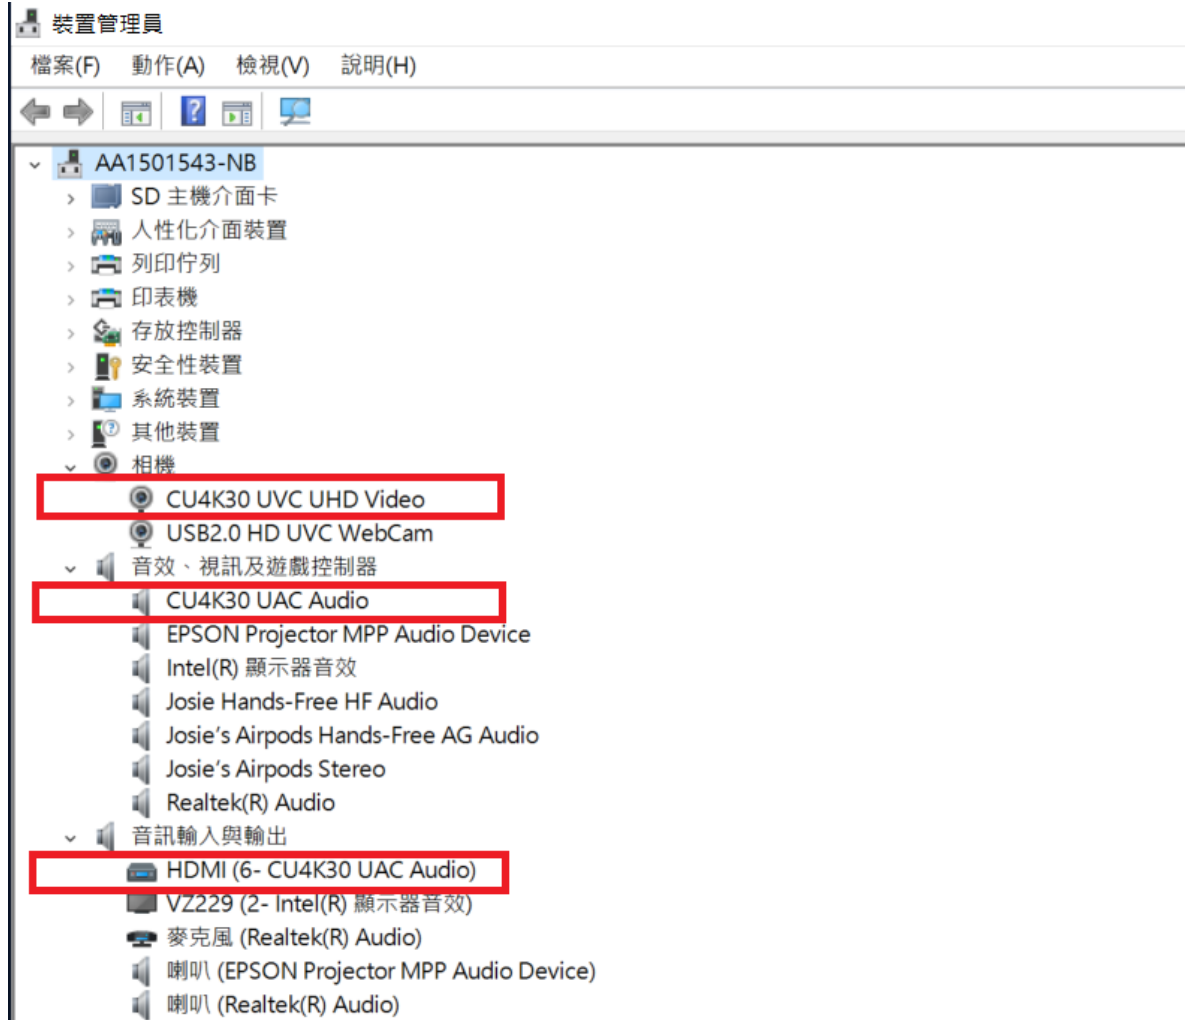 裝置管理員
檔案(F) 動作(A) 檢視(V) 說明(H)
AA1501543-NB
SD 主機介面卡
人性化介面裝置
列印佇列
印表機
存放控制器
安全性裝置
系統裝置
其他裝置
相機
CU4K30 UVC UHD Video
USB2.0 HD UVC WebCam
音效、視訊及遊戲控制器
CU4K30 UAC Audio
EPSON Projector MPP Audio Device
Intel(R) 顯示器音效
Josie Hands-Free HF Audio
Josie's Airpods Hands-Free AG Audio
Josie's Airpods Stereo
Realtek(R) Audio
音訊輸入與輸出
HDMI (6- CU4K30 UAC Audio)
VZ229 (2- Intel(R) 顯示器音效)
麥克風 (Realtek(R) Audio)
喇叭 (EPSON Projector MPP Audio Device)
喇叭 (Realtek(R) Audio)